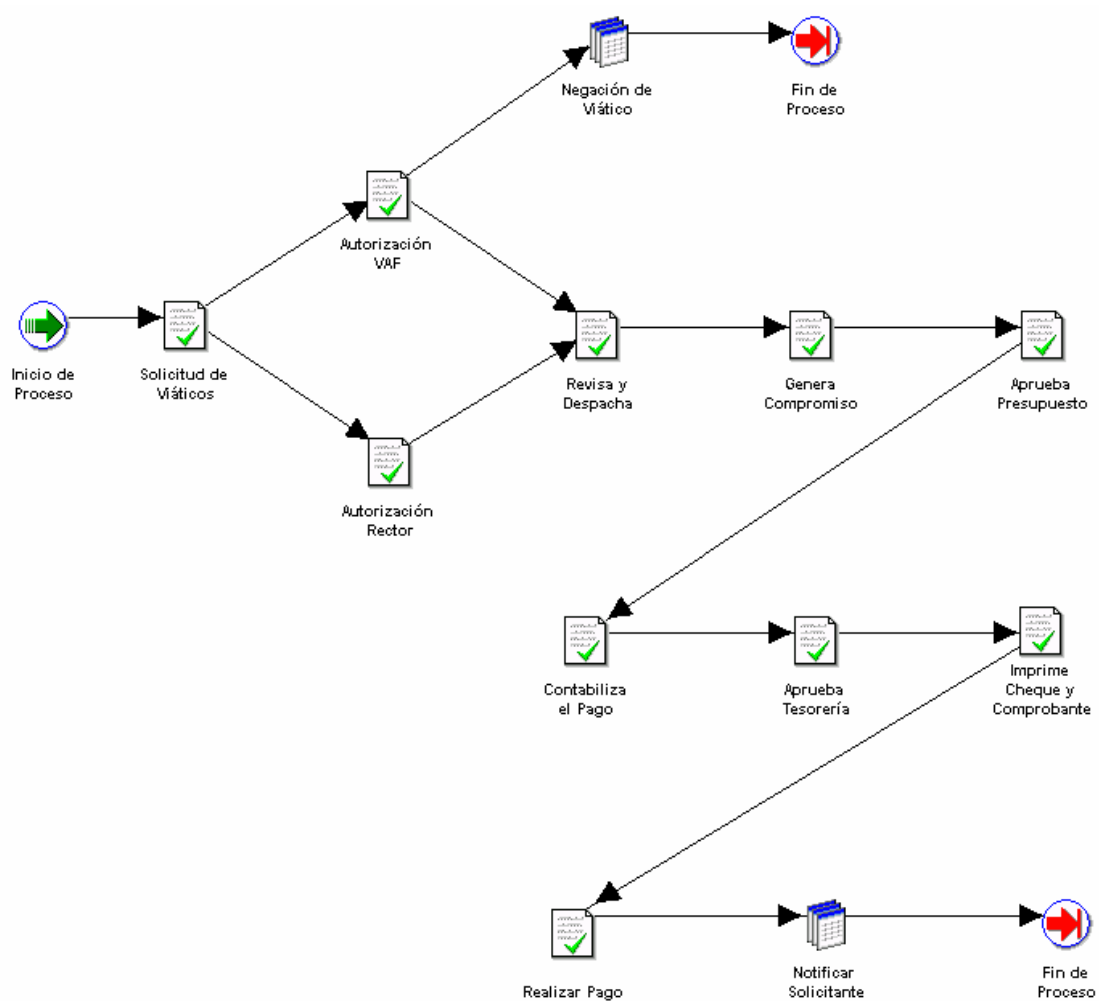 Negación de
Viático
Fin de
Proceso
Autorización
VAF
Inicio de
Proceso
Solicitud de
Viáticos
Revisa y
Despacha
Genera
Compromiso
Aprueba
Presupuesto
Autorización
Rector
Contabiliza
el Pago
Aprueba
Tesorería
Imprime
Cheque y
Comprobante
Realizar Pago
Notificar
Solicitante
Fin de
Proceso